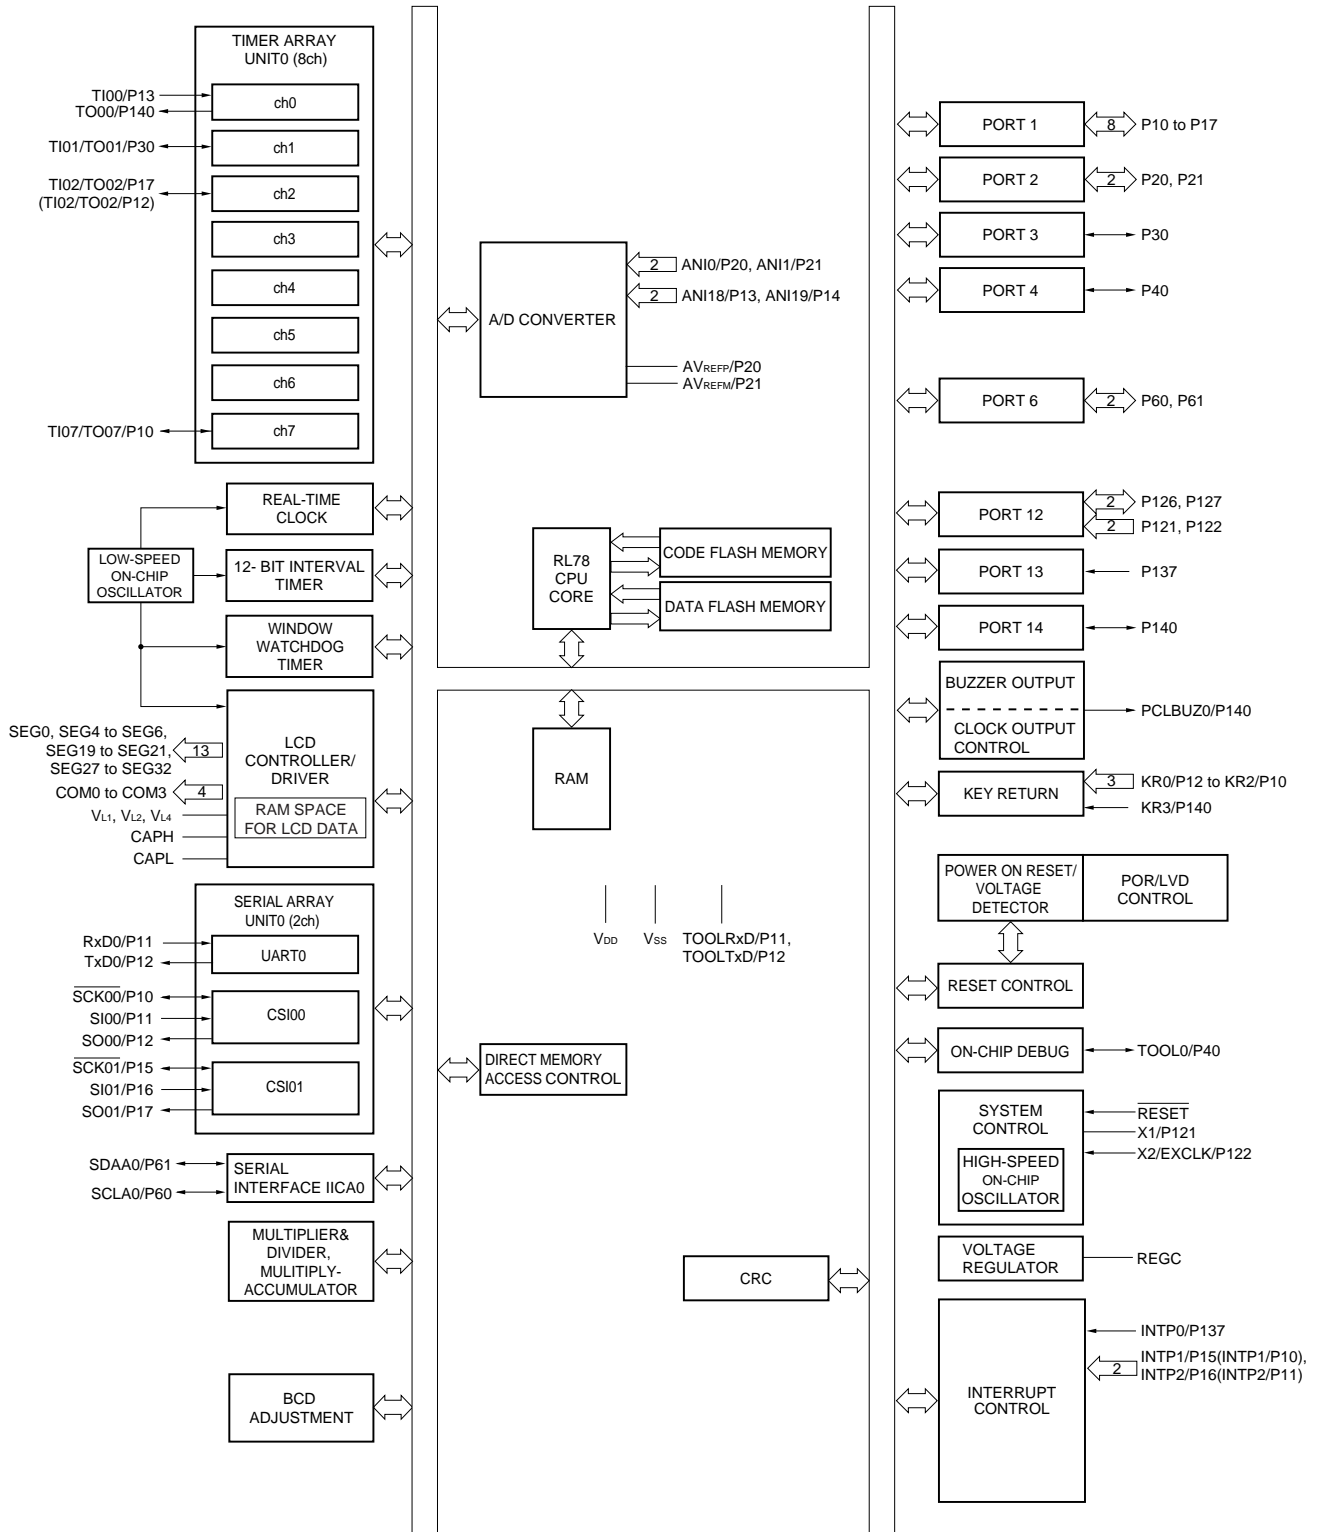 TIMER ARRAY
UNIT0 (8ch)
TI00/P13
TO00/P140
ch0
TI01/TO01/P30
ch1
TI02/TO02/P17
(TI02/TO02/P12)
ch2
ch3
ch4
ch5
ch6
TI07/TO07/P10
ch7
REAL-TIME
CLOCK
LOW-SPEED
ON-CHIP
OSCILLATOR
12- BIT INTERVAL
TIMER
WINDOW
WATCHDOG
TIMER
SEG0, SEG4 to SEG6,
SEG19 to SEG21,
SEG27 to SEG32
13
COM0 to COM3
4
VL1, VL2, VL4
CAPH
CAPL
LCD
CONTROLLER/
DRIVER
RAM SPACE
FOR LCD DATA
SERIAL ARRAY
UNIT0 (2ch)
RxD0/P11
TxD0/P12
UART0
SCK00/P10
SI00/P11
SO00/P12
CSI00
SCK01/P15
SI01/P16
SO01/P17
CSI01
SDAA0/P61
SCLA0/P60
SERIAL
INTERFACE IICA0
MULTIPLIER&
DIVIDER,
MULITIPLY-
ACCUMULATOR
BCD
ADJUSTMENT
A/D CONVERTER
2
ANI0/P20, ANI1/P21
2
ANI18/P13, ANI19/P14
AVREFP/P20
AVREFM/P21
RL78
CPU
CORE
CODE FLASH MEMORY
DATA FLASH MEMORY
RAM
VDD
VSS
TOOLRxD/P11,
TOOLTxD/P12
DIRECT MEMORY
ACCESS CONTROL
CRC
PORT 1
8
P10 to P17
PORT 2
2
P20, P21
PORT 3
P30
PORT 4
P40
PORT 6
2
P60, P61
PORT 12
2
P126, P127
2
P121, P122
PORT 13
P137
PORT 14
P140
BUZZER OUTPUT
CLOCK OUTPUT
CONTROL
PCLBUZ0/P140
KEY RETURN
3
KR0/P12 to KR2/P10
KR3/P140
POWER ON RESET/
VOLTAGE
DETECTOR
POR/LVD
CONTROL
RESET CONTROL
ON-CHIP DEBUG
TOOL0/P40
SYSTEM
CONTROL
HIGH-SPEED
ON-CHIP
OSCILLATOR
RESET
X1/P121
X2/EXCLK/P122
VOLTAGE
REGULATOR
REGC
INTERRUPT
CONTROL
INTP0/P137
2
INTP1/P15(INTP1/P10),
INTP2/P16(INTP2/P11)